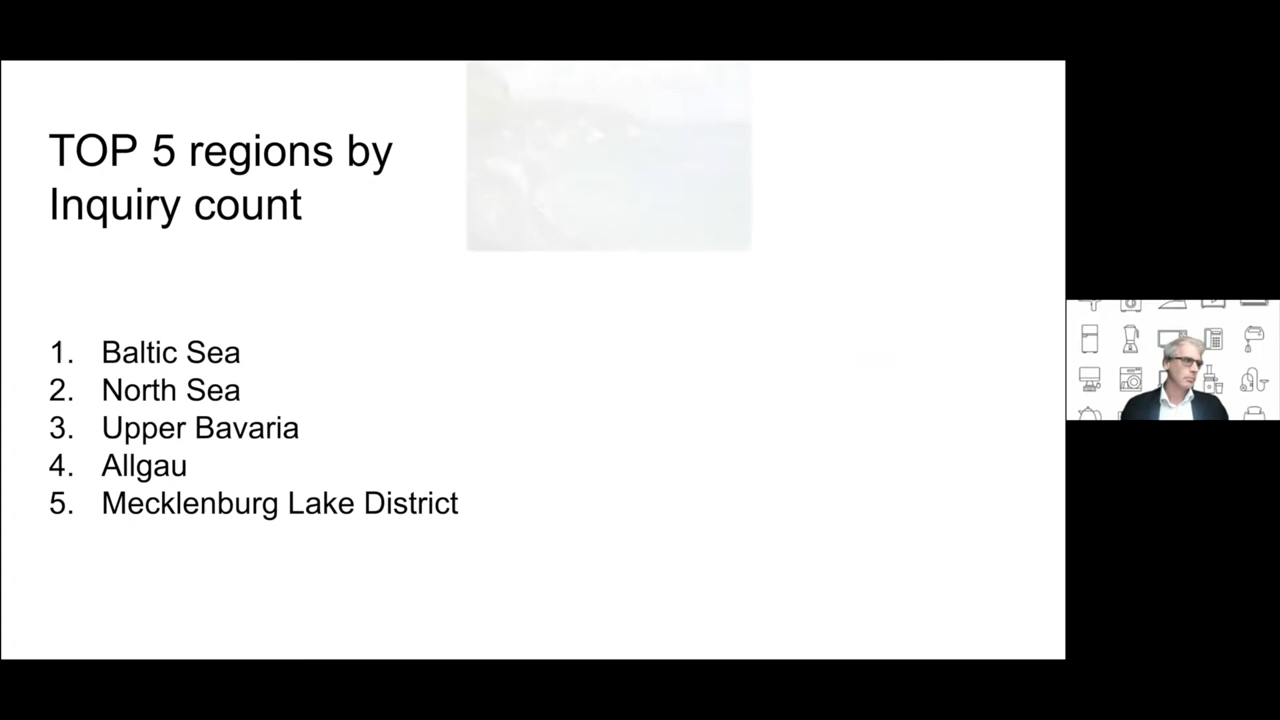 TOP 5 regions by
Inquiry count
1. Baltic Sea
2. North Sea
3. Upper Bavaria
4. Allgau
5. Mecklenburg Lake District